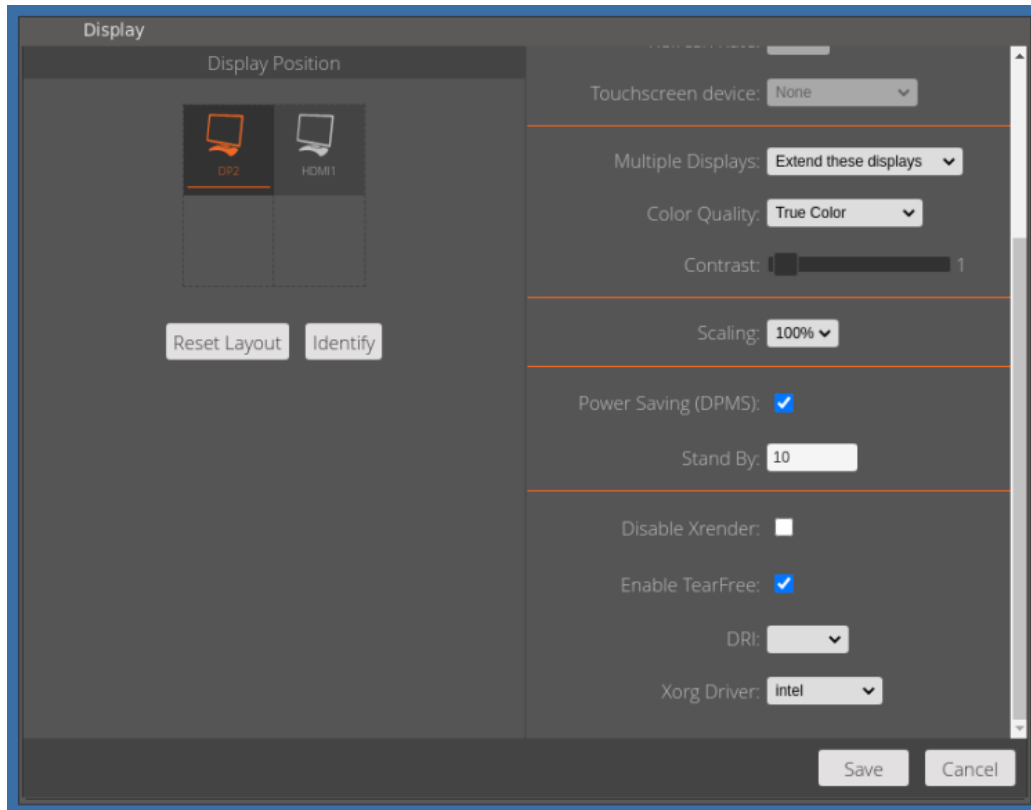 Display
Display Position
DP2
HDMI1
Reset Layout
Identify
Touchscreen device: None
Multiple Displays: Extend these displays
Color Quality: True Color
Contrast: 1
Scaling: 100%
Power Saving (DPMS):
Stand By: 10
Disable Xrender:
Enable TearFree:
DRI:
Xorg Driver: intel
Save
Cancel